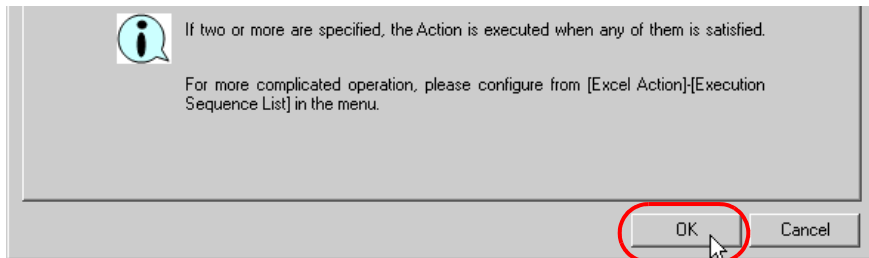 If two or more are specified, the Action is executed when any of them is satisfied.
For more complicated operation, please configure from [Excel Action]-[Execution
Sequence List] in the menu.
OK
Cancel